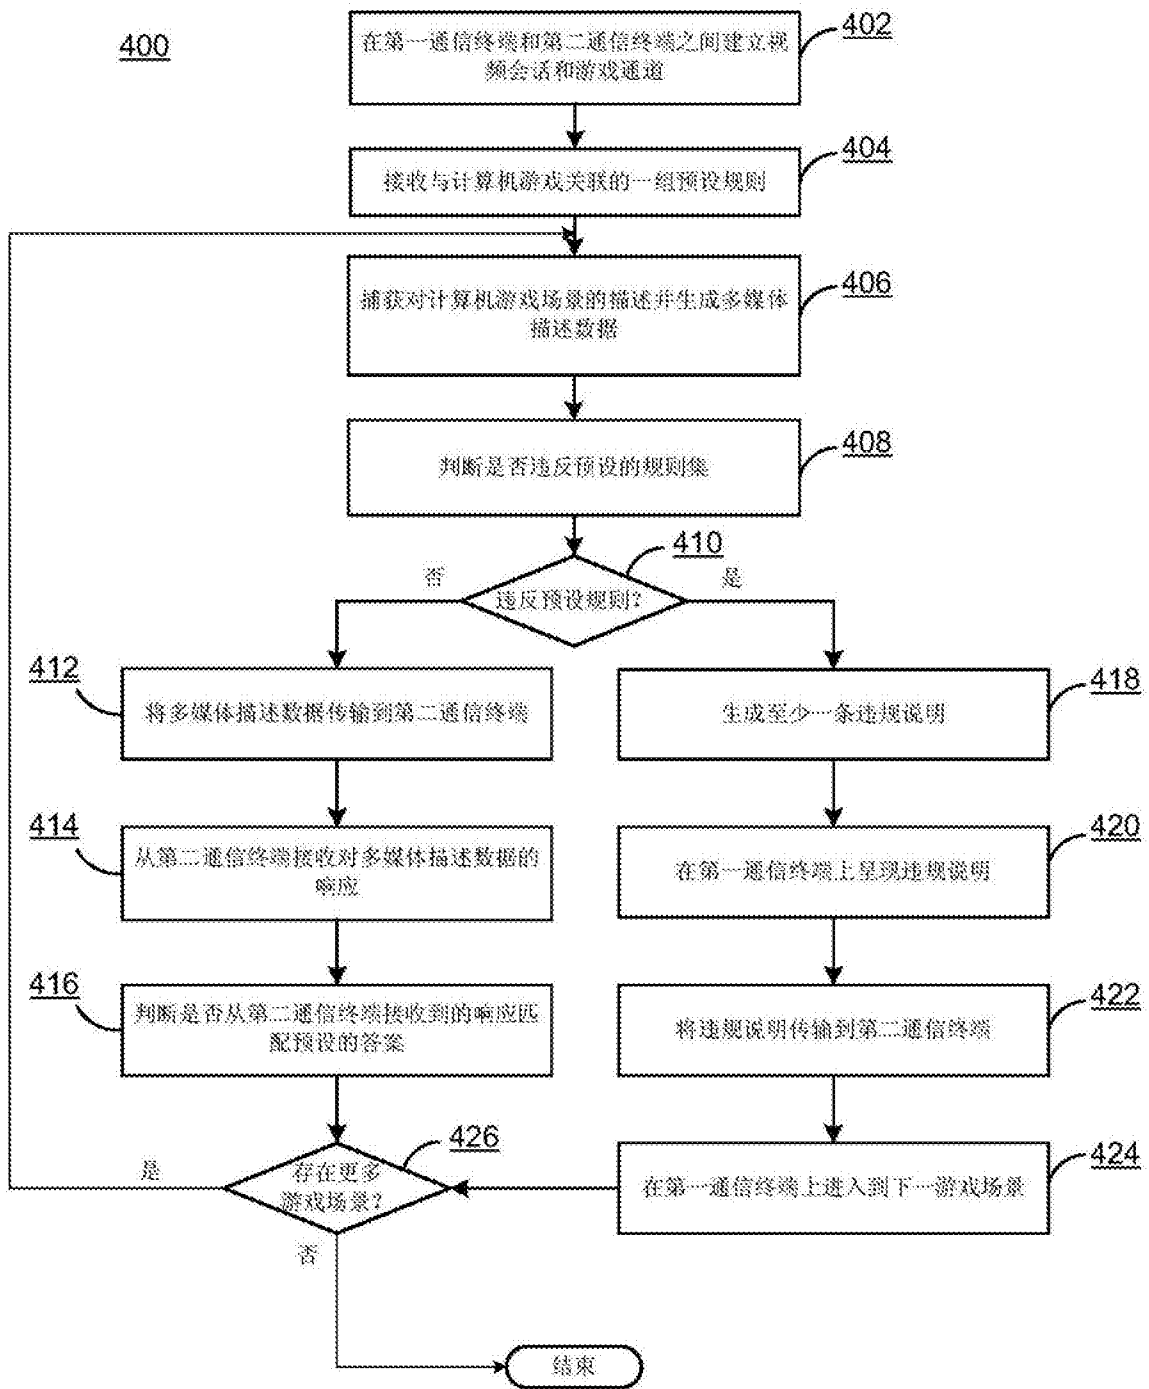 400
在第一通信终端和第二通信终端之间建立视
频会话和游戏通道
402
接收与计算机游戏关联的一组预设规则
404
捕获对计算机游戏场景的描述并生成多媒体
描述数据
406
判断是否违反预设的规则集
408
违反预设规则?
410
否
是
412
将多媒体描述数据传输到第二通信终端
生成至少一条违规说明
418
414
从第二通信终端接收对多媒体描述数据的
响应
在第一通信终端上呈现违规说明
420
416
判断是否从第二通信终端接收到的响应匹
配预设的答案
将违规说明传输到第二通信终端
422
存在更多
游戏场景?
426
是
否
在第一通信终端上进入到下一游戏场景
424
结束